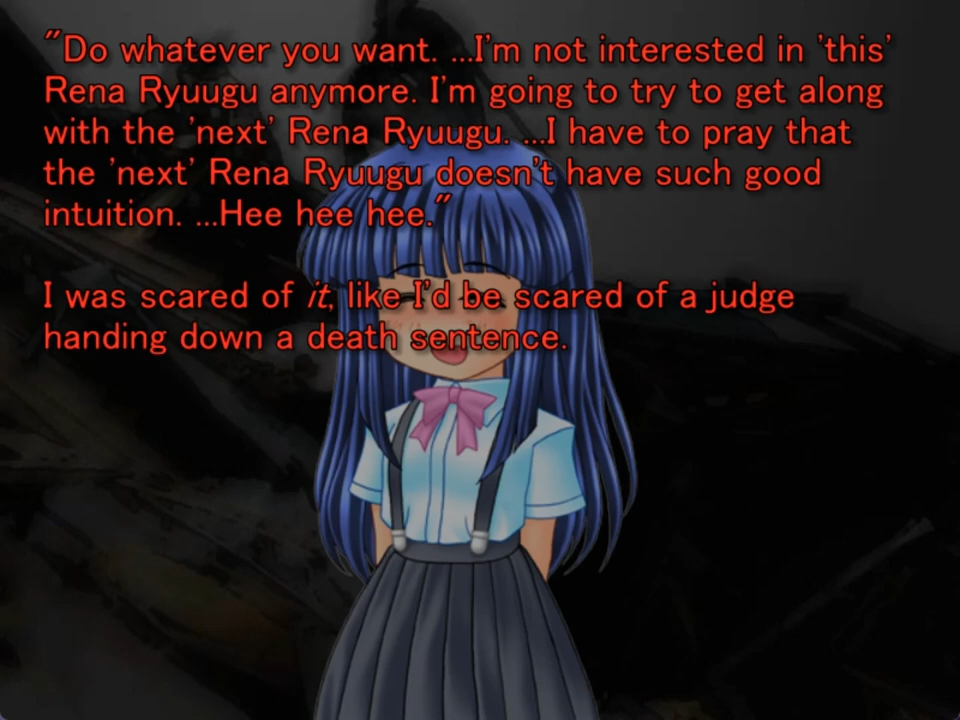 "Do whatever you want. ...I'm not interested in 'this'
Rena Ryuugu anymore. I'm going to try to get along
with the 'next' Rena Ryuugu. ...I have to pray that
the 'next' Rena Ryuugu doesn't have such good
intuition. ...Hee hee hee."
I was scared of it, like I'd be scared of a judge
handing down a death sentence.